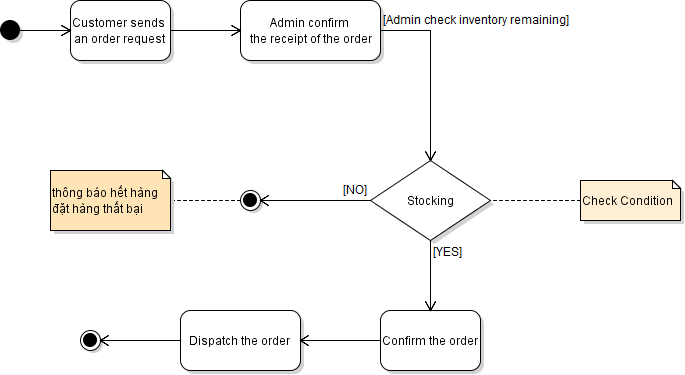 Customer sends
an order request
Admin confirm
the receipt of the order
[Admin check inventory remaining]
thông báo hết hàng
đặt hàng thất bại
[NO]
Stocking
Check Condition
[YES]
Dispatch the order
Confirm the order